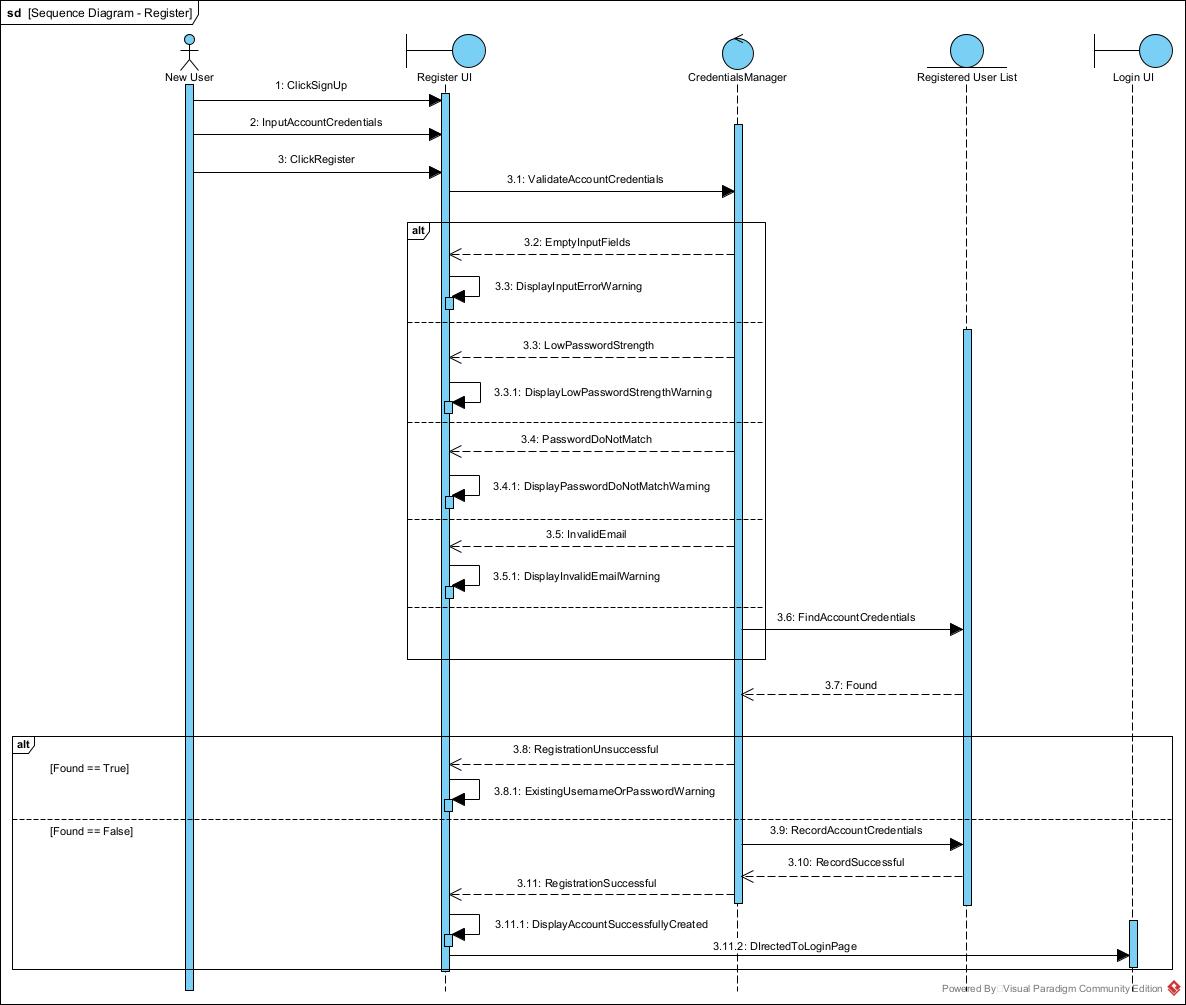 sd [Sequence Diagram - Register]
New User
Register UI
CredentialsManager
Registered User List
Login UI
1: ClickSignUp
2: InputAccountCredentials
3: ClickRegister
3.1: ValidateAccountCredentials
alt
3.2: EmptyInputFields
3.3: DisplayInputErrorWarning
3.3: LowPasswordStrength
3.3.1: DisplayLowPasswordStrengthWarning
3.4: PasswordDoNotMatch
3.4.1: DisplayPasswordDoNotMatchWarning
3.5: InvalidEmail
3.5.1: DisplayInvalidEmailWarning
3.6: FindAccountCredentials
3.7: Found
alt
3.8: RegistrationUnsuccessful
[Found == True]
3.8.1: ExistingUsernameOrPasswordWarning
[Found == False]
3.9: RecordAccountCredentials
3.10: RecordSuccessful
3.11: RegistrationSuccessful
3.11.1: DisplayAccountSuccessfullyCreated
3.11.2: DIrectedToLoginPage
Powered By: Visual Paradigm Community Edition